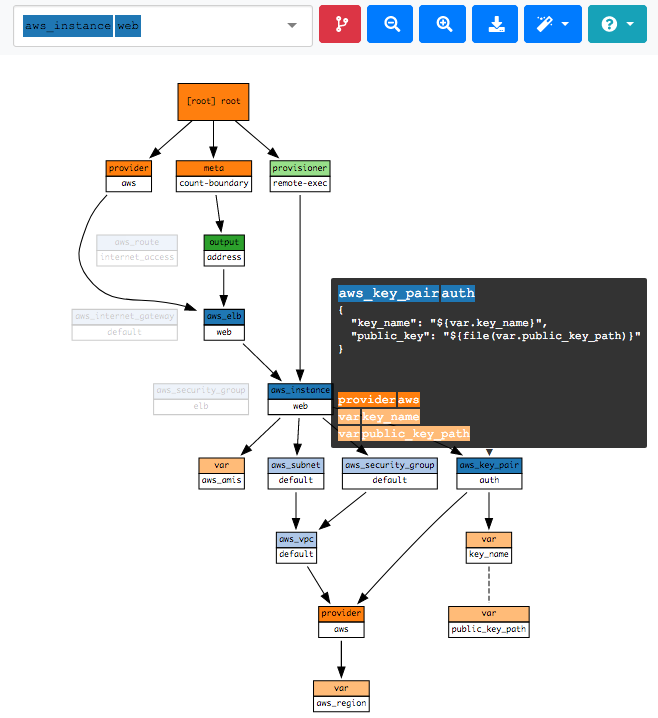 aws_instance web
[root] root
provider
aws
meta
count-boundary
provisioner
remote-exec
aws_route
internet_access
output
address
aws_internet_gateway
default
aws_elb
web
aws_key_pair auth
{
"key_name": "${var.key_name}",
"public_key": "${file(var.public_key_path)}"
}
provider aws
var key_name
var public_key_path
aws_security_group
elb
aws_instance
web
var
aws_amis
aws_subnet
default
aws_security_group
default
aws_key_pair
auth
aws_vpc
default
var
key_name
provider
aws
var
public_key_path
var
aws_region